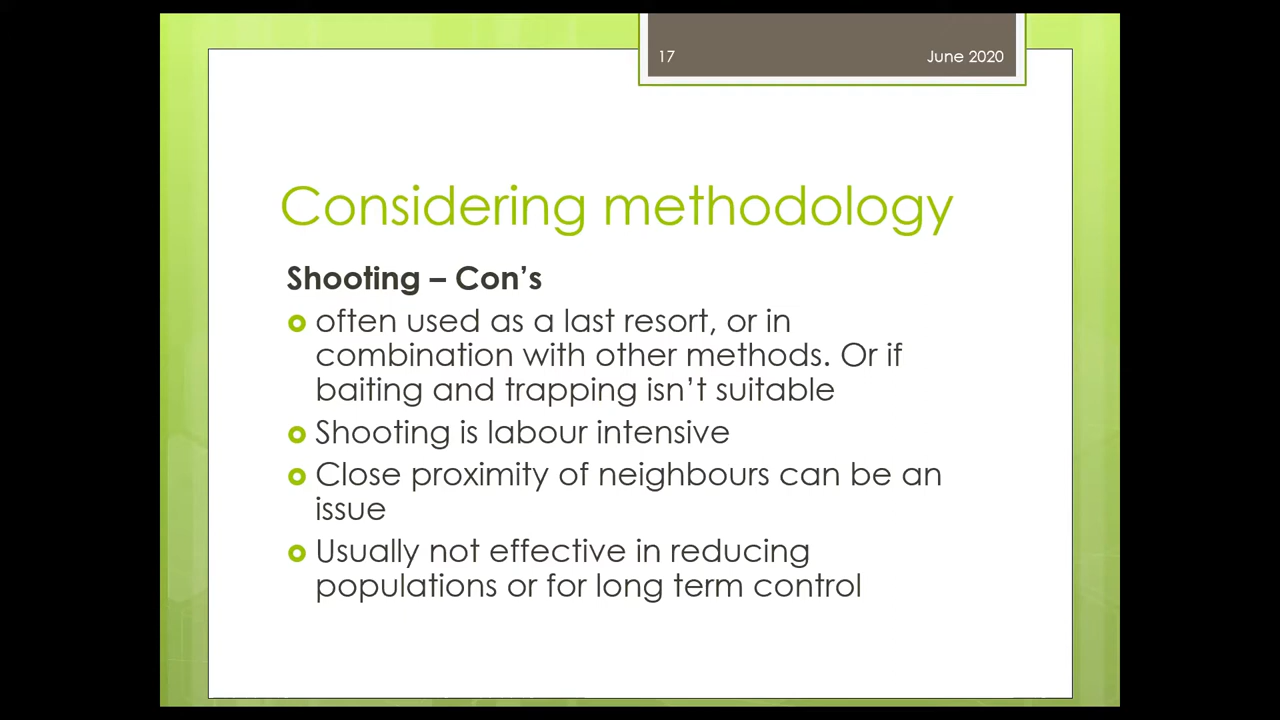 17 June 2020
Considering methodology
Shooting – Con’s
often used as a last resort, or in
combination with other methods. Or if
baiting and trapping isn’t suitable
Shooting is labour intensive
Close proximity of neighbours can be an
issue
Usually not effective in reducing
populations or for long term control